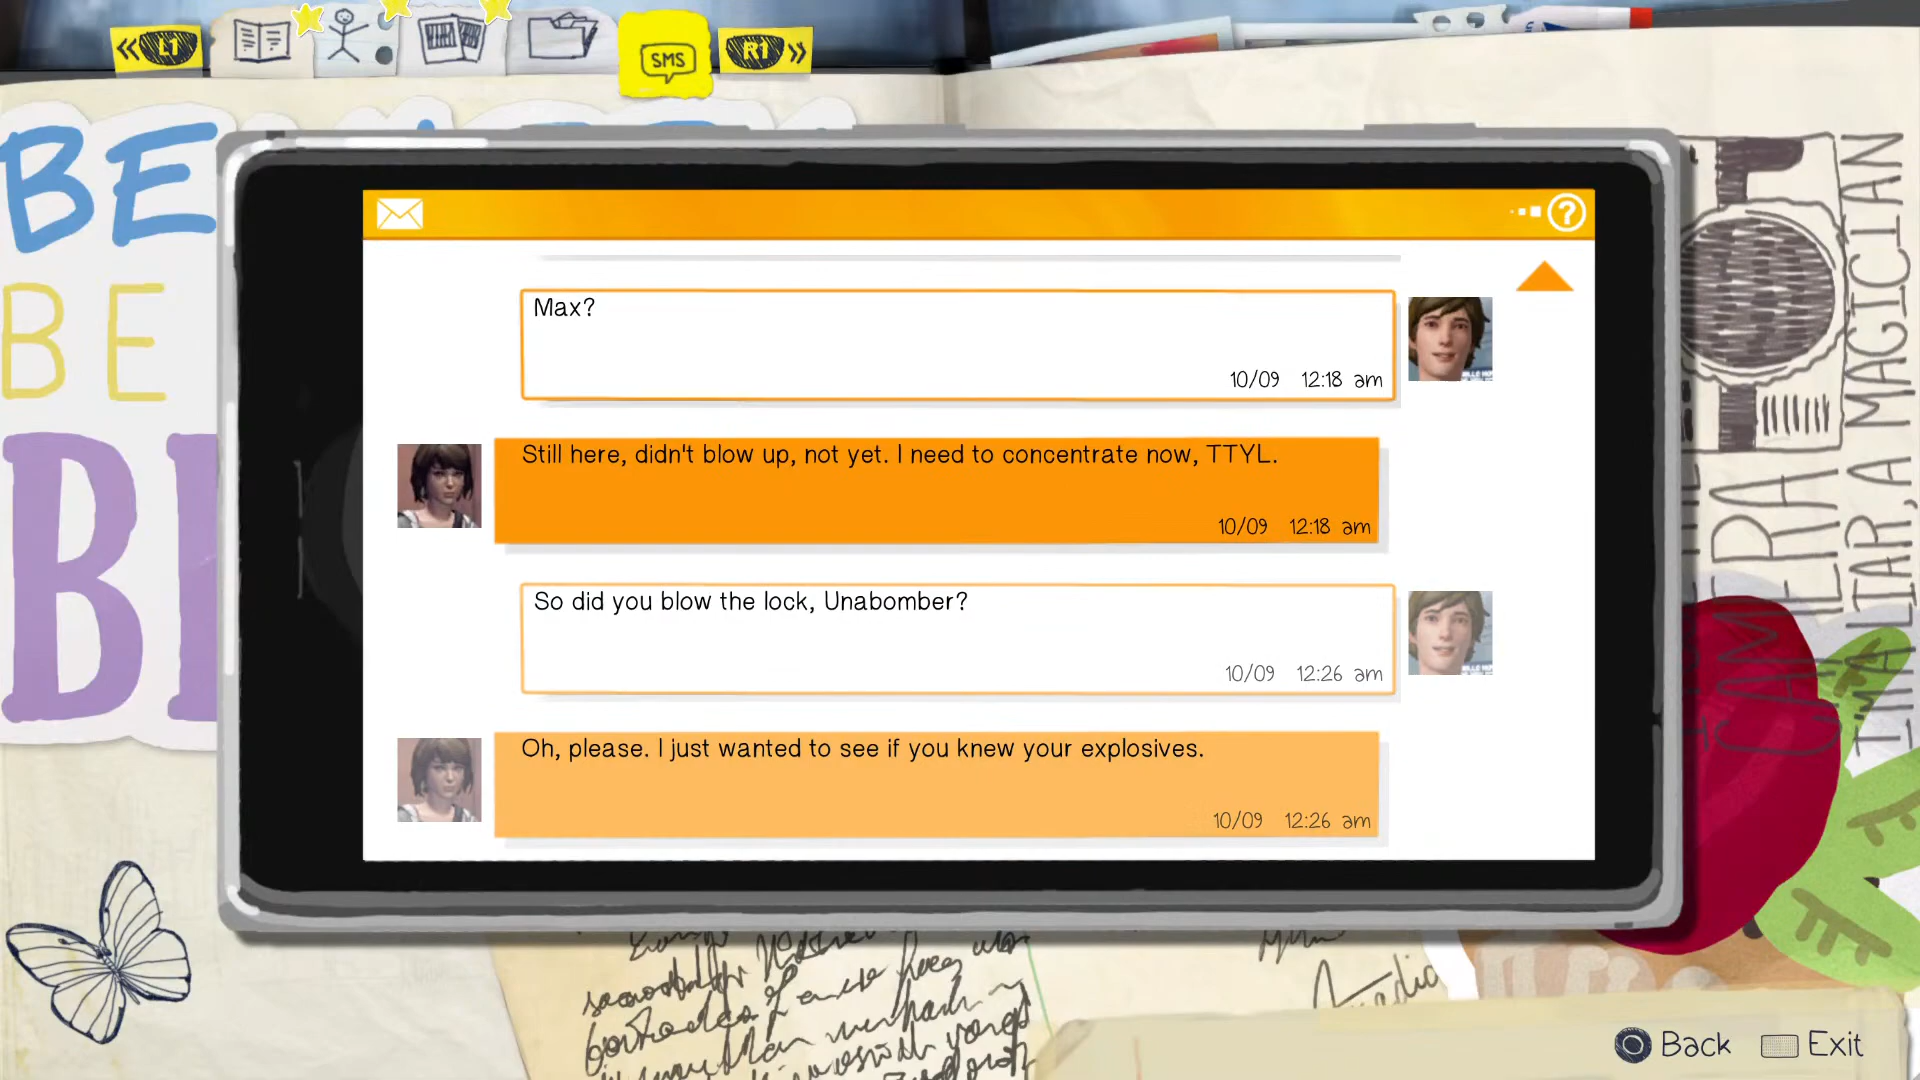 L1
SMS
R1
BE
BE
Max?
10/09 12:18 am
Still here, didn't blow up, not yet. I need to concentrate now, TTYL.
10/09 12:18 am
So did you blow the lock, Unabomber?
10/09 12:26 am
Oh, please. I just wanted to see if you knew your explosives.
10/09 12:26 am
CAMERA
I'M A LIAR, A MAGICIAN
Back
Exit